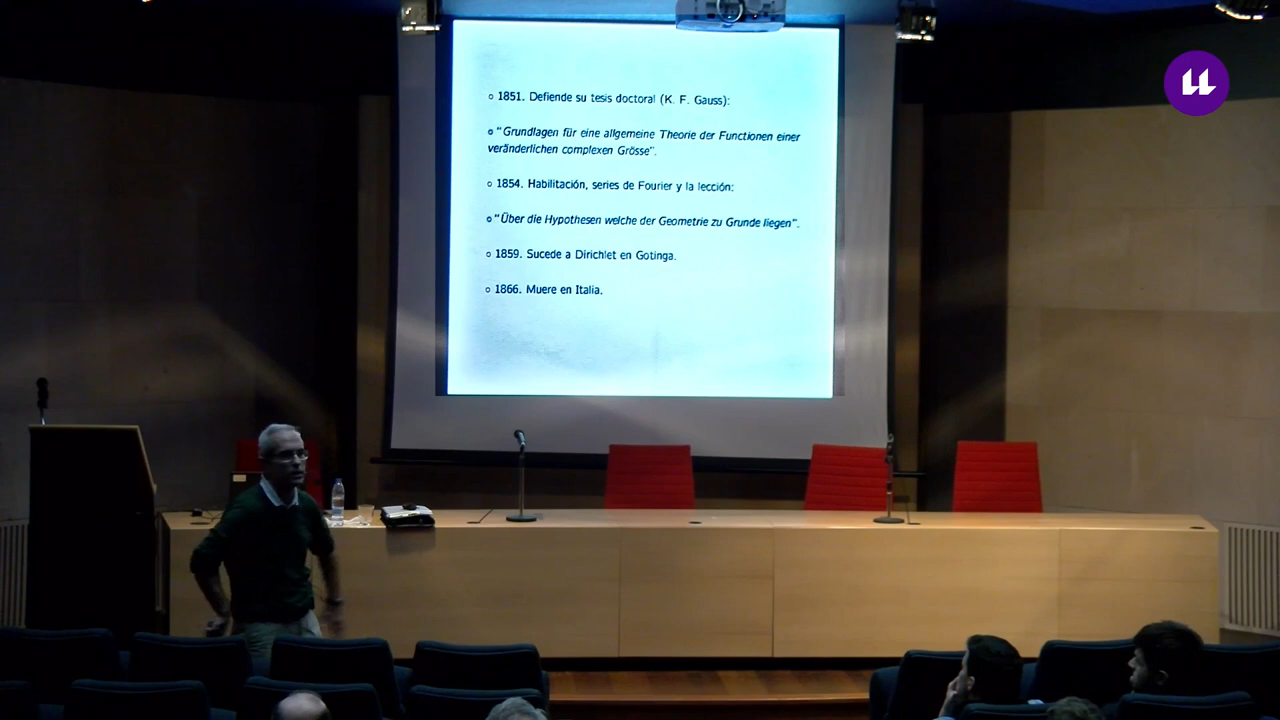 ○ 1851. Defiende su tesis doctoral (K. F. Gauss):
○ "Grundlagen für eine allgemeine Theorie der Functionen einer
veränderlichen complexen Grösse".
○ 1854. Habilitación, series de Fourier y la lección:
○ "Über die Hypothesen welche der Geometrie zu Grunde liegen".
○ 1859. Sucede a Dirichlet en Gotinga.
○ 1866. Muere en Italia.